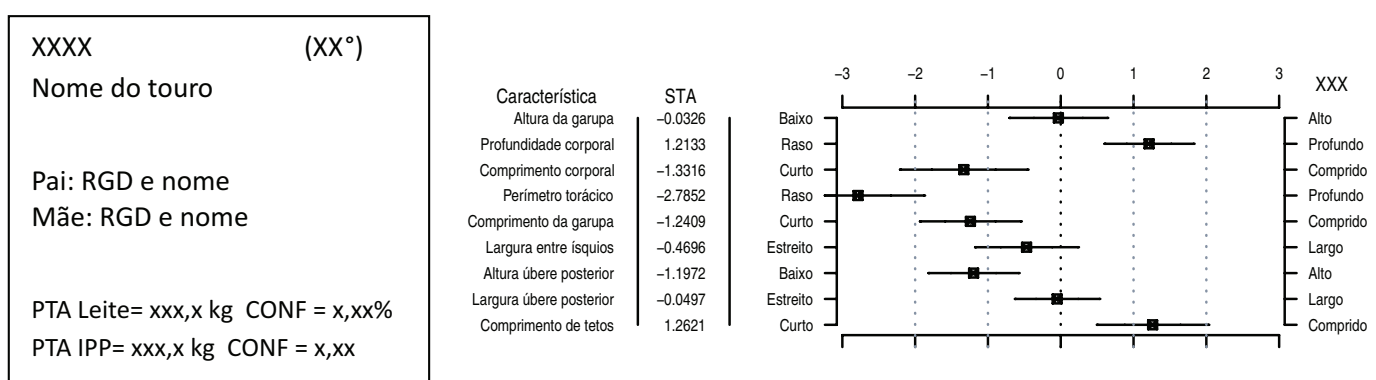 XXXX (XX°)
Nome do touro
Pai: RGD e nome
Mãe: RGD e nome
PTA Leite= xxx,x kg CONF = x,xx%
PTA IPP= xxx,x kg CONF = x,xx
−3 −2 −1 0 1 2 3
Característica STA XXX
Altura da garupa −0.0326 Baixo Alto
Profundidade corporal 1.2133 Raso Profundo
Comprimento corporal −1.3316 Curto Comprido
Perímetro torácico −2.7852 Raso Profundo
Comprimento da garupa −1.2409 Curto Comprido
Largura entre ísquios −0.4696 Estreito Largo
Altura úbere posterior −1.1972 Baixo Alto
Largura úbere posterior −0.0497 Estreito Largo
Comprimento de tetos 1.2621 Curto Comprido